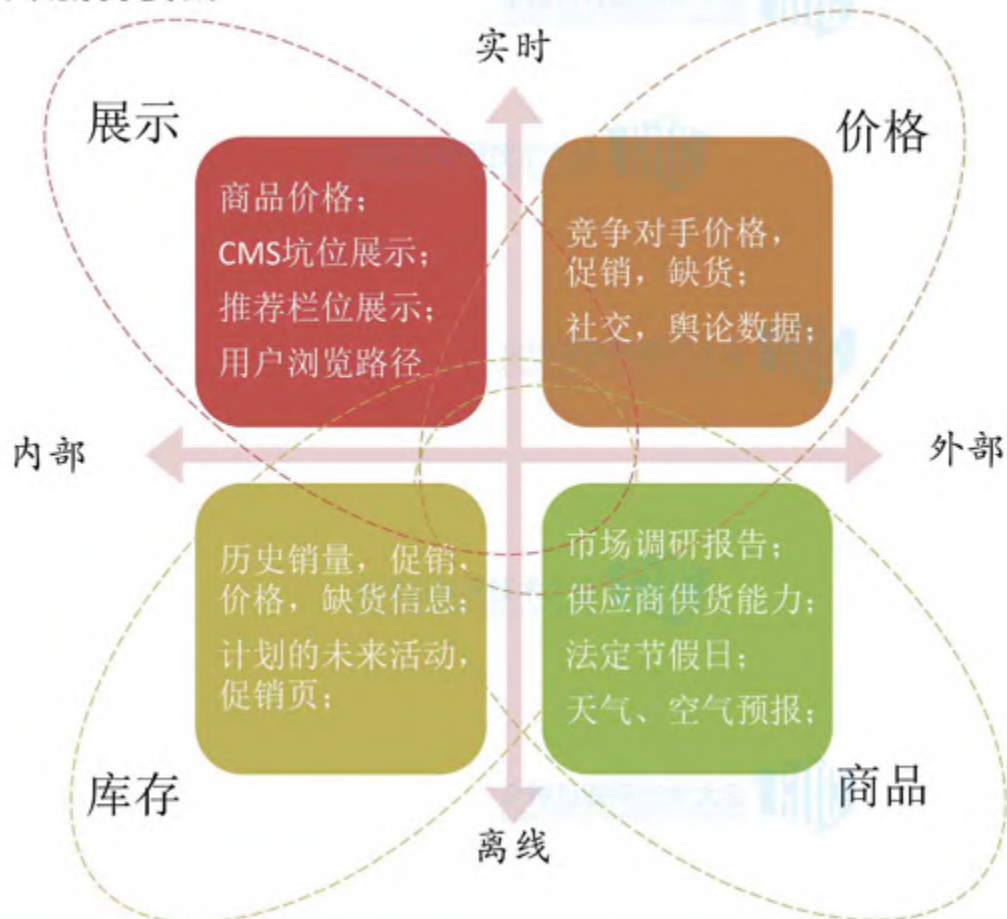 实时
展示
价格
商品价格；
CMS坑位展示；
推荐栏位展示；
用户浏览路径
竞争对手价格，
促销，缺货；
社交，舆论数据；
内部
外部
历史销量，促销，
价格，缺货信息；
计划的未来活动，
促销页；
市场调研报告；
供应商供货能力；
法定节假日；
天气、空气预报；
库存
商品
离线